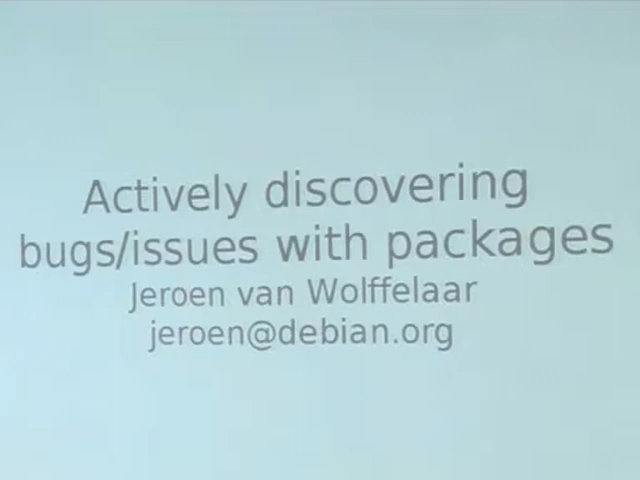 Actively discovering
bugs/issues with packages
Jeroen van Wolffelaar
jeroen@debian.org